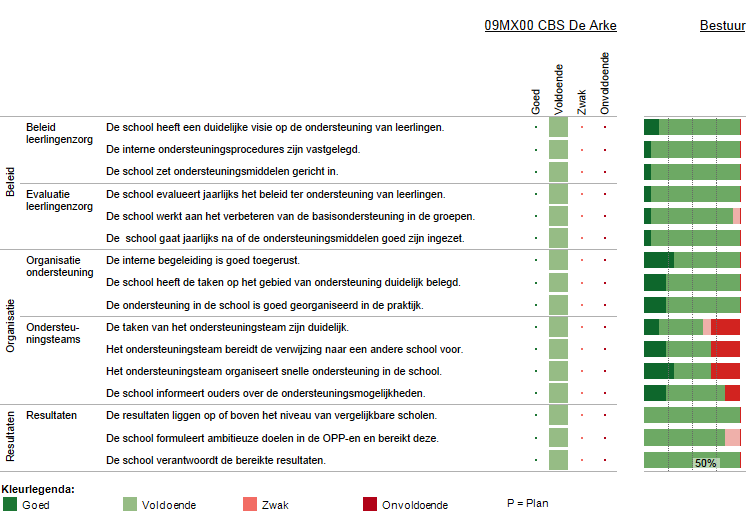 09MX00 CBS De Arke Bestuur
Goed Voldoende Zwak Onvoldoende
Beleid
Beleid leerlingenzorg
De school heeft een duidelijke visie op de ondersteuning van leerlingen.
De interne ondersteuningsprocedures zijn vastgelegd.
De school zet ondersteuningsmiddelen gericht in.
Evaluatie leerlingenzorg
De school evalueert jaarlijks het beleid ter ondersteuning van leerlingen.
De school werkt aan het verbeteren van de basisondersteuning in de groepen.
De school gaat jaarlijks na of de ondersteuningsmiddelen goed zijn ingezet.
Organisatie
Organisatie ondersteuning
De interne begeleiding is goed toegerust.
De school heeft de taken op het gebied van ondersteuning duidelijk belegd.
De ondersteuning in de school is goed georganiseerd in de praktijk.
Ondersteu-
ningsteams
De taken van het ondersteuningsteam zijn duidelijk.
Het ondersteuningsteam bereidt de verwijzing naar een andere school voor.
Het ondersteuningsteam organiseert snelle ondersteuning in de school.
De school informeert ouders over de ondersteuningsmogelijkheden.
Resultaten
Resultaten
De resultaten liggen op of boven het niveau van vergelijkbare scholen.
De school formuleert ambitieuze doelen in de OPP-en en bereikt deze.
De school verantwoordt de bereikte resultaten.
50%
Kleurlegenda:
Goed Voldoende Zwak Onvoldoende P = Plan